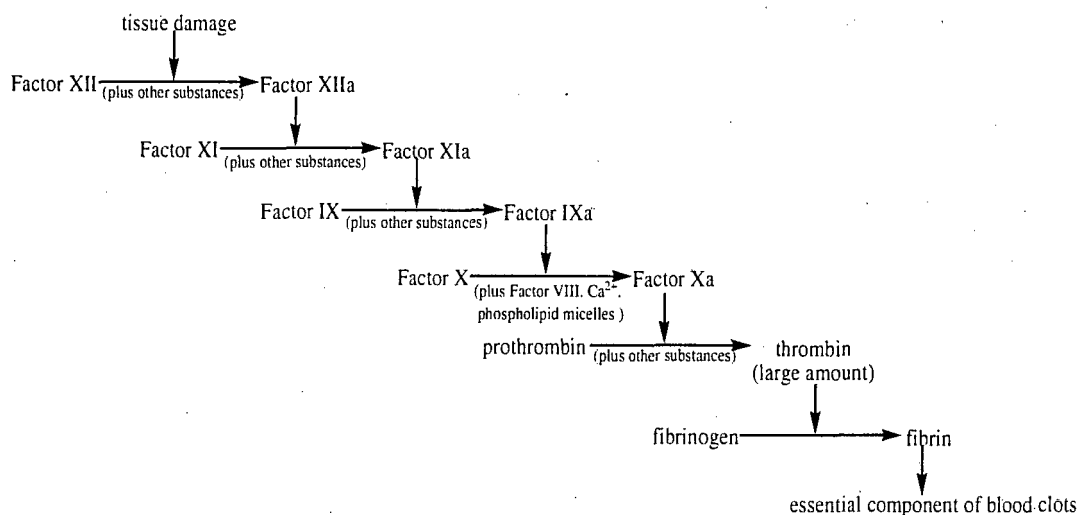 tissue damage
Factor XII (plus other substances) Factor XIIa
Factor XI (plus other substances) Factor XIa
Factor IX (plus other substances) Factor IXa
Factor X (plus Factor VIII. Ca²⁺. Factor Xa
phospholipid micelles )
prothrombin (plus other substances) thrombin
(large amount)
fibrinogen fibrin
essential component of blood clots